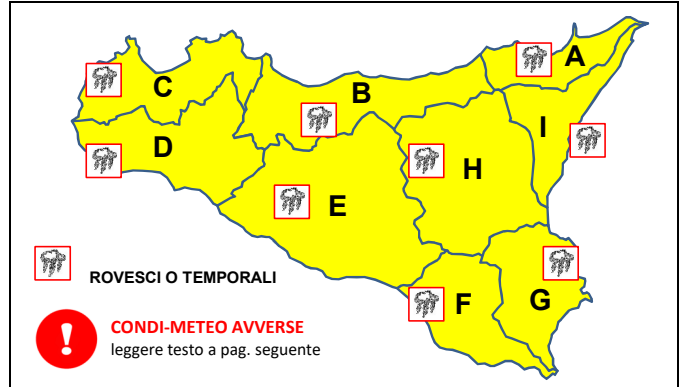 A
C
B
I
D
H
E
F
G
ROVESCI O TEMPORALI
CONDI-METEO AVVERSE
leggere testo a pag. seguente